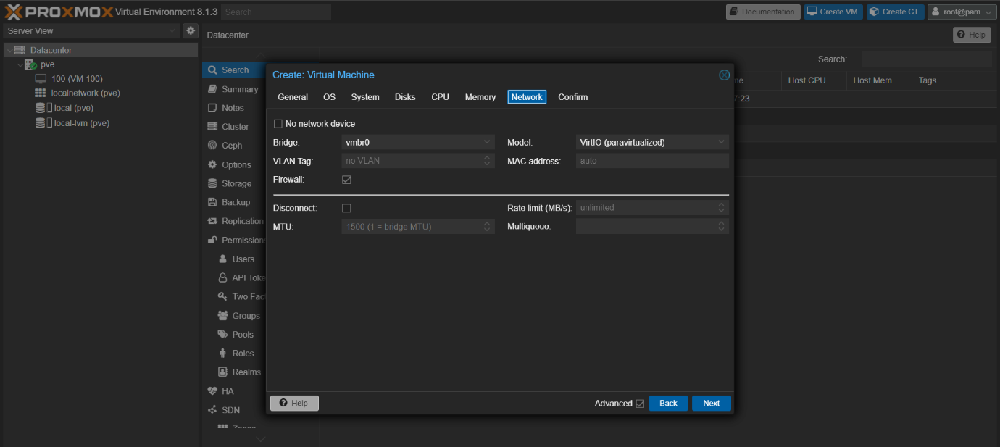 PROXMOX Virtual Environment 8.1.3 Search Documentation Create VM Create CT root@pam
Server View
Datacenter
Help
Datacenter
pve
100 (VM 100)
localnetwork (pve)
local (pve)
local-lvm (pve)
Search
Summary
Notes
Cluster
Ceph
Options
Storage
Backup
Replication
Permissions
Users
API Toke
Two Fac
Groups
Pools
Roles
Realms
HA
SDN
Search:
me Host CPU ... Host Mem... Tags
7:23
Create: Virtual Machine
General OS System Disks CPU Memory Network Confirm
No network device
Bridge: vmbr0 Model: VirtIO (paravirtualized)
VLAN Tag: no VLAN MAC address: auto
Firewall:
Disconnect: Rate limit (MB/s): unlimited
MTU: 1500 (1 = bridge MTU) Multiqueue:
Help Advanced Back Next